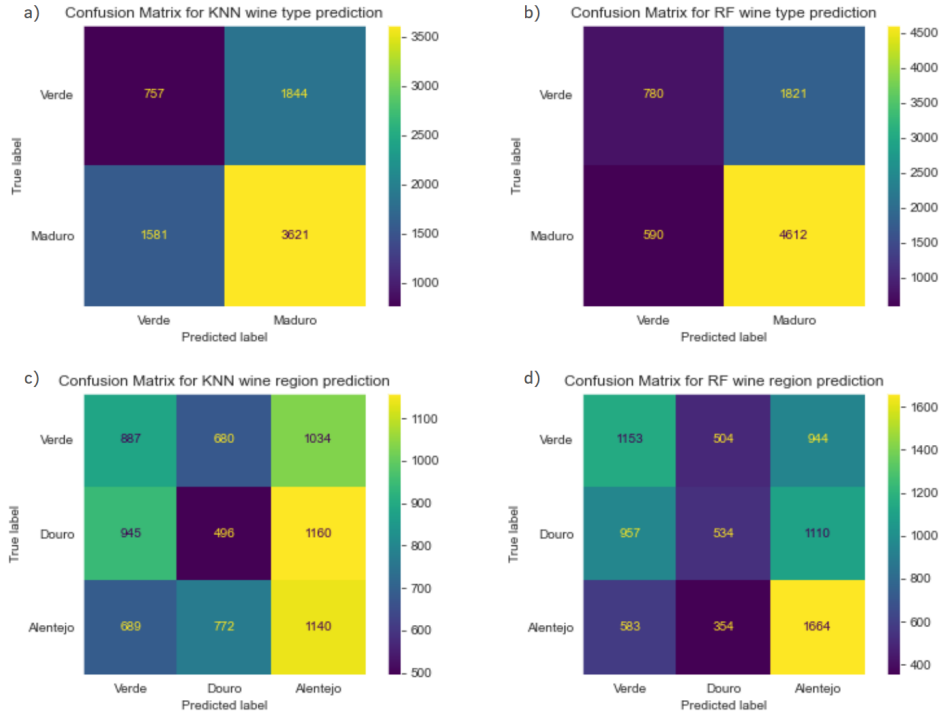 a)
Confusion Matrix for KNN wine type prediction
True label
Verde
757
1844
Maduro
1581
3621
Verde
Maduro
Predicted label
3500
3000
2500
2000
1500
1000
b)
Confusion Matrix for RF wine type prediction
True label
Verde
780
1821
Maduro
590
4612
Verde
Maduro
Predicted label
4500
4000
3500
3000
2500
2000
1500
1000
c)
Confusion Matrix for KNN wine region prediction
True label
Verde
887
680
1034
Douro
945
496
1160
Alentejo
689
772
1140
Verde
Douro
Alentejo
Predicted label
1100
1000
900
800
700
600
500
d)
Confusion Matrix for RF wine region prediction
True label
Verde
1153
504
944
Douro
957
534
1110
Alentejo
583
354
1664
Verde
Douro
Alentejo
Predicted label
1600
1400
1200
1000
800
600
400